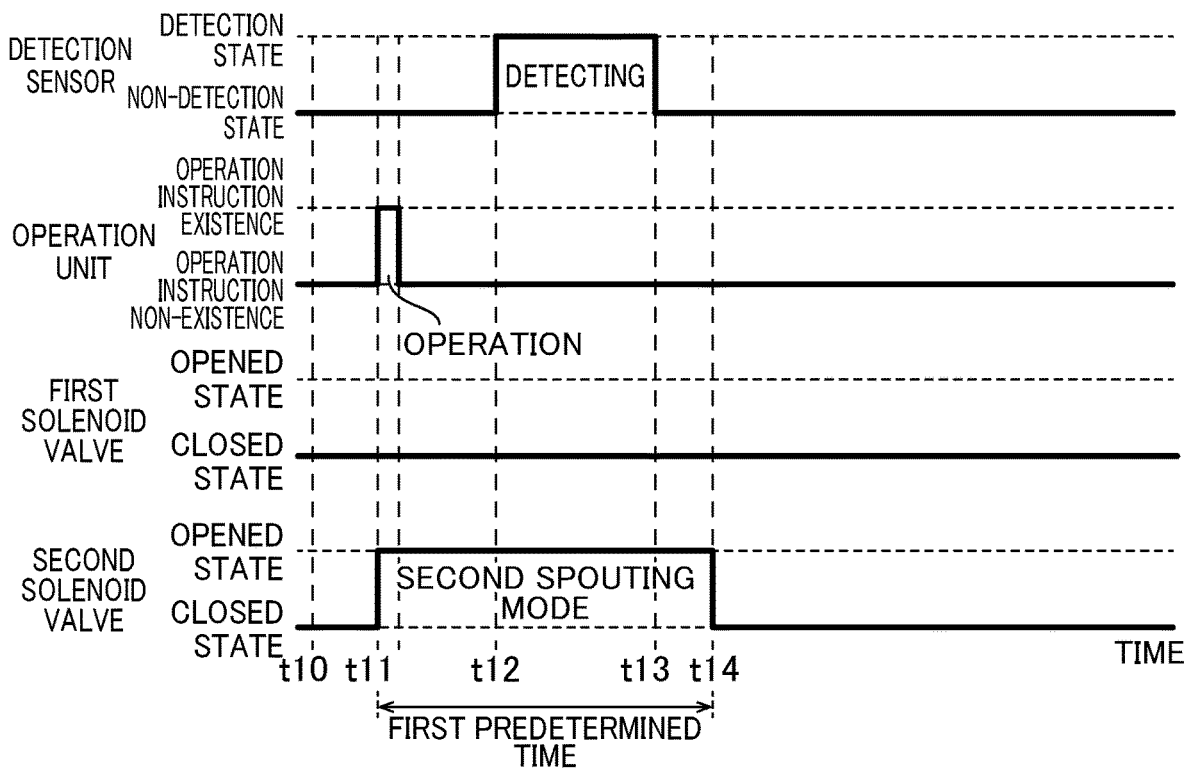 DETECTION
SENSOR
DETECTION
STATE
NON-DETECTION
STATE
DETECTING
OPERATION
UNIT
OPERATION
INSTRUCTION
EXISTENCE
OPERATION
INSTRUCTION
NON-EXISTENCE
OPERATION
FIRST
SOLENOID
VALVE
OPENED
STATE
CLOSED
STATE
SECOND
SOLENOID
VALVE
OPENED
STATE
CLOSED
STATE
SECOND SPOUTING
MODE
TIME
t10 t11 t12 t13 t14
FIRST PREDETERMINED
TIME